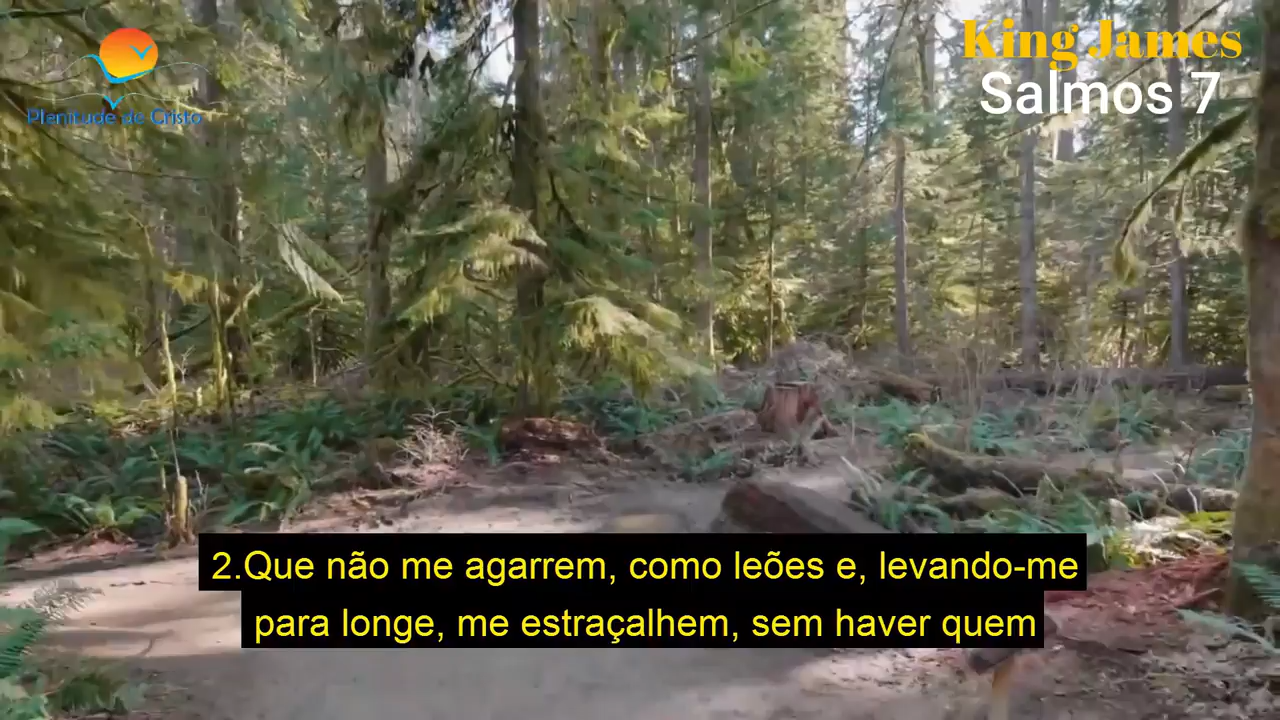 Plenitude de Cristo
King James
Salmos 7
2.Que não me agarrem, como leões e, levando-me
para longe, me estraçalhem, sem haver quem